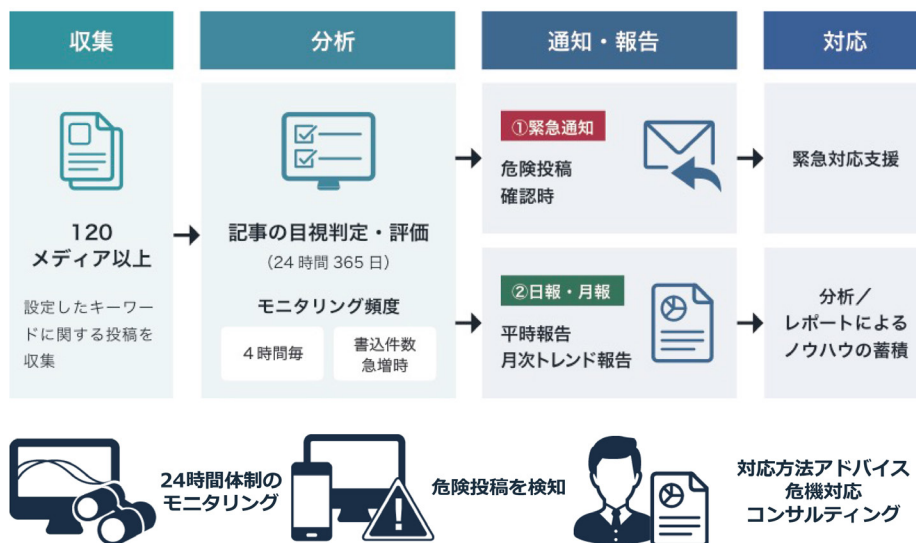 収集
分析
通知・報告
対応
120
メディア以上
設定したキーワー
ドに関する投稿を
収集
記事の目視判定・評価
(24時間365日)
モニタリング頻度
4時間毎
書込件数
急増時
①緊急通知
危険投稿
確認時
②日報・月報
平時報告
月次トレンド報告
緊急対応支援
分析／
レポートによる
ノウハウの蓄積
24時間体制の
モニタリング
危険投稿を検知
対応方法アドバイス
危機対応
コンサルティング